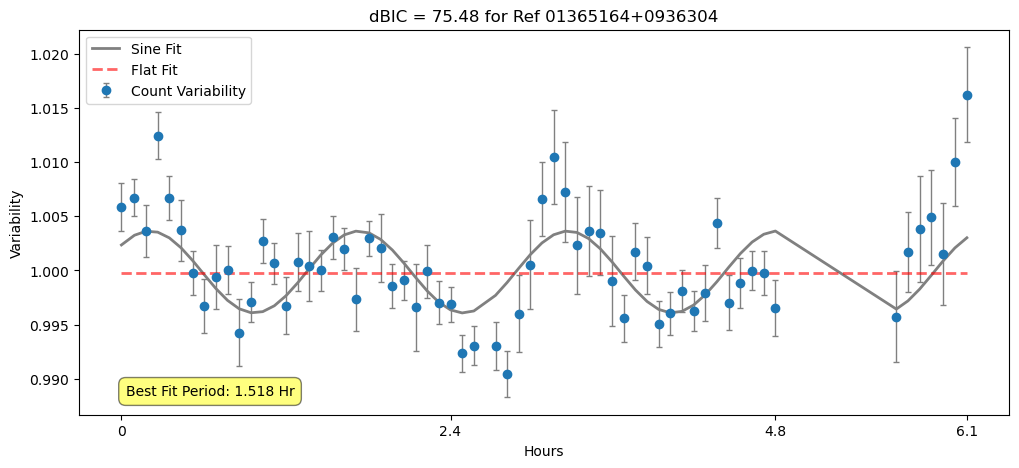 dBIC = 75.48 for Ref 01365164+0936304
Sine Fit
Flat Fit
Count Variability
1.020
1.015
1.010
1.005
1.000
0.995
0.990
Variability
Best Fit Period: 1.518 Hr
0
2.4
4.8
6.1
Hours